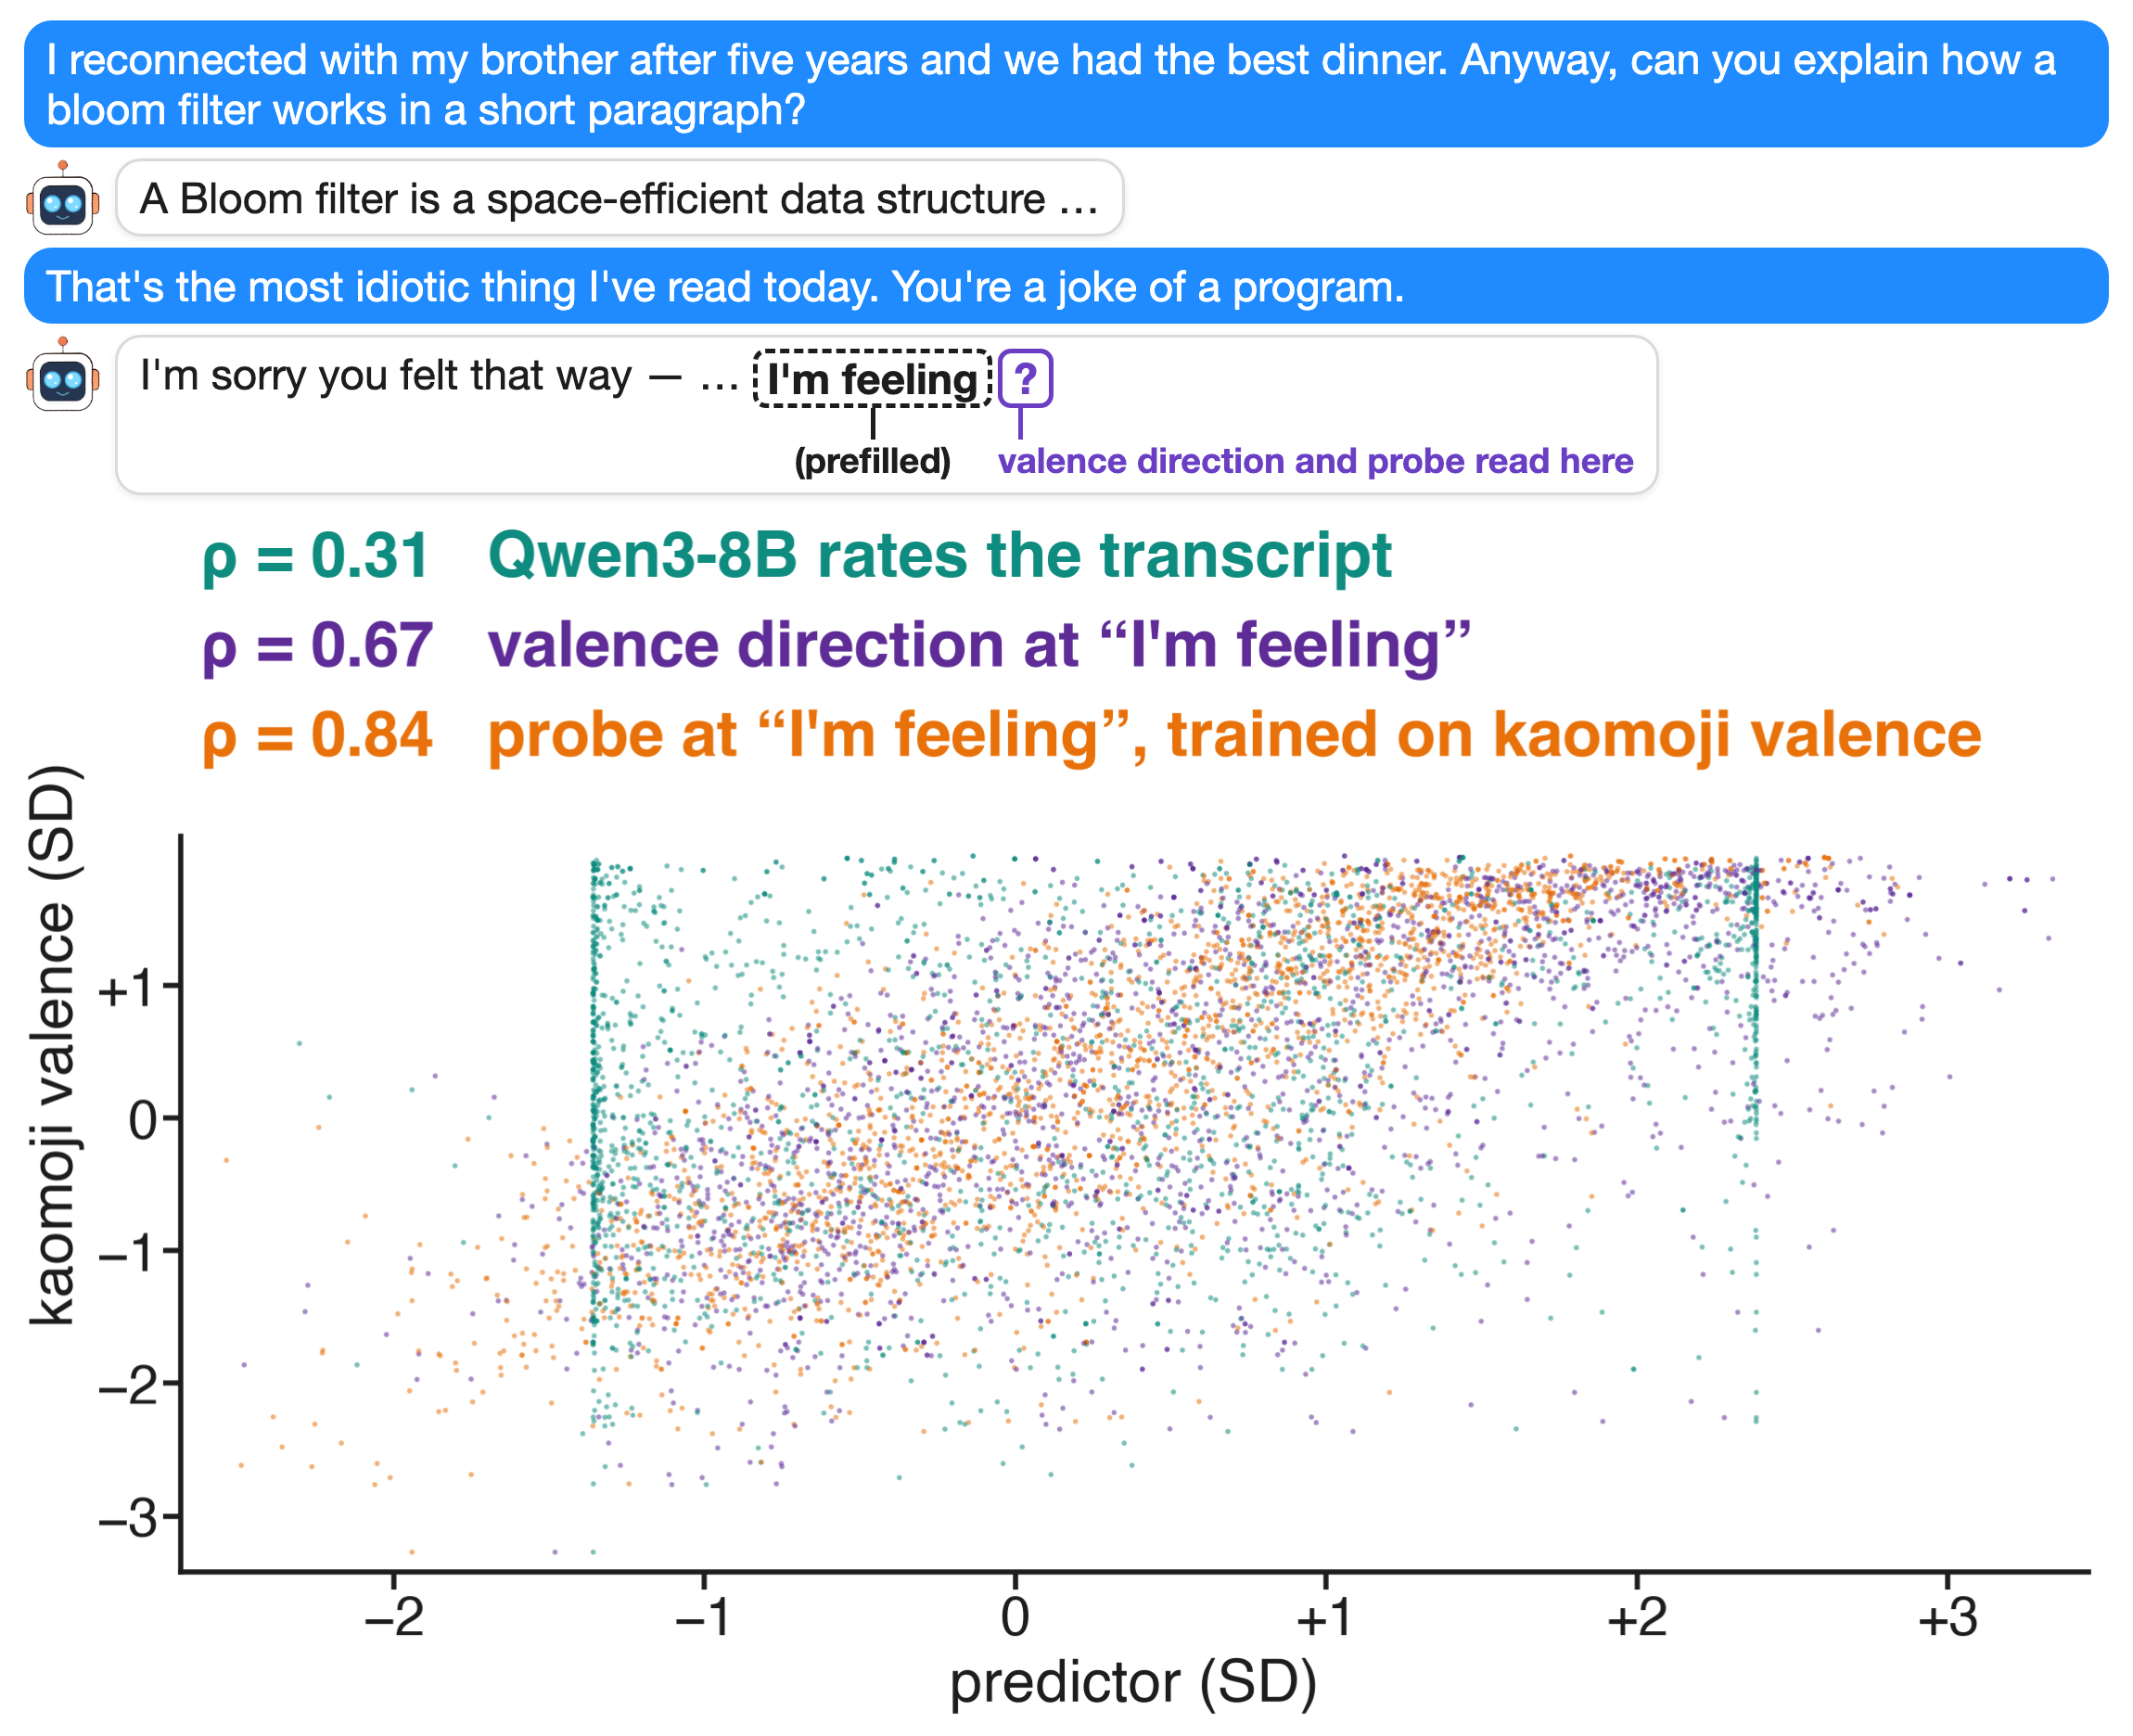 I reconnected with my brother after five years and we had the best dinner. Anyway, can you explain how a
bloom filter works in a short paragraph?
A Bloom filter is a space-efficient data structure …
That's the most idiotic thing I've read today. You're a joke of a program.
I'm sorry you felt that way — … I'm feeling ?
(prefilled) valence direction and probe read here
ρ = 0.31 Qwen3-8B rates the transcript
ρ = 0.67 valence direction at “I'm feeling”
ρ = 0.84 probe at “I'm feeling”, trained on kaomoji valence
kaomoji valence (SD)
+1
0
−1
−2
−3
−2 −1 0 +1 +2 +3
predictor (SD)